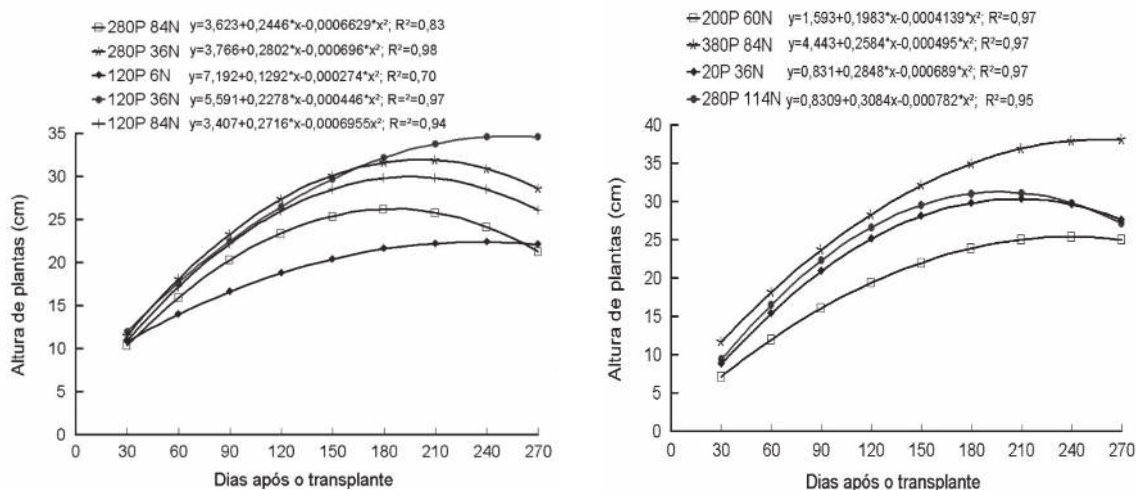 280P 84N y=3,623+0,2446*x-0,0006629*x²; R²=0,83
280P 36N y=3,766+0,2802*x-0,000696*x²; R²=0,98
120P 6N y=7,192+0,1292*x-0,000274*x²; R²=0,70
120P 36N y=5,591+0,2278*x-0,000446*x²; R=²=0,97
120P 84N y=3,407+0,2716*x-0,0006955x²; R=²=0,94
35
30
25
20
15
10
5
0
Altura de plantas (cm)
0 30 60 90 120 150 180 210 240 270
Dias após o transplante
200P 60N y=1,593+0,1983*x-0,0004139*x²; R²=0,97
380P 84N y=4,443+0,2584*x-0,000495*x²; R²=0,97
20P 36N y=0,831+0,2848*x-0,000689*x²; R²=0,97
280P 114N y=0,8309+0,3084x-0,000782*x²; R²=0,95
40
35
30
25
20
15
10
5
0
Altura de plantas (cm)
0 30 60 90 120 150 180 210 240 270
Dias após o transplante